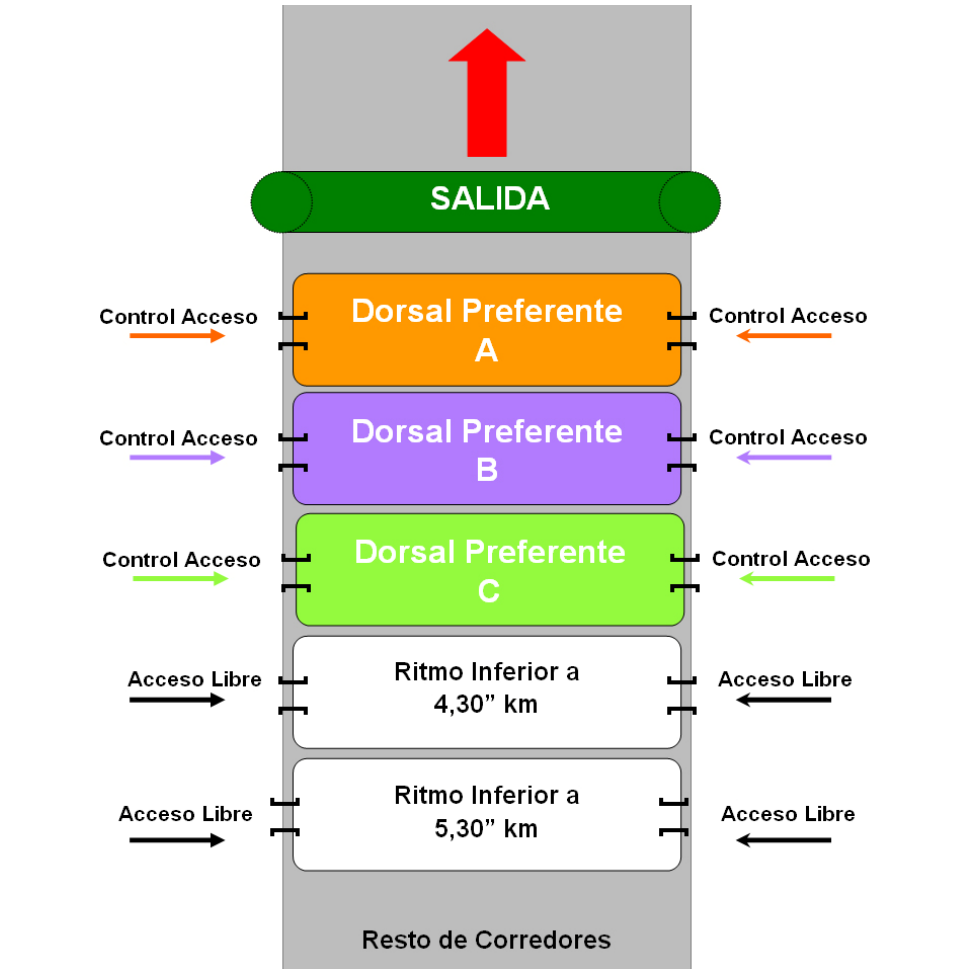 SALIDA
Dorsal Preferente
A
Control Acceso
Control Acceso
Dorsal Preferente
B
Control Acceso
Control Acceso
Dorsal Preferente
C
Control Acceso
Control Acceso
Ritmo Inferior a
4,30” km
Acceso Libre
Acceso Libre
Ritmo Inferior a
5,30” km
Acceso Libre
Acceso Libre
Resto de Corredores